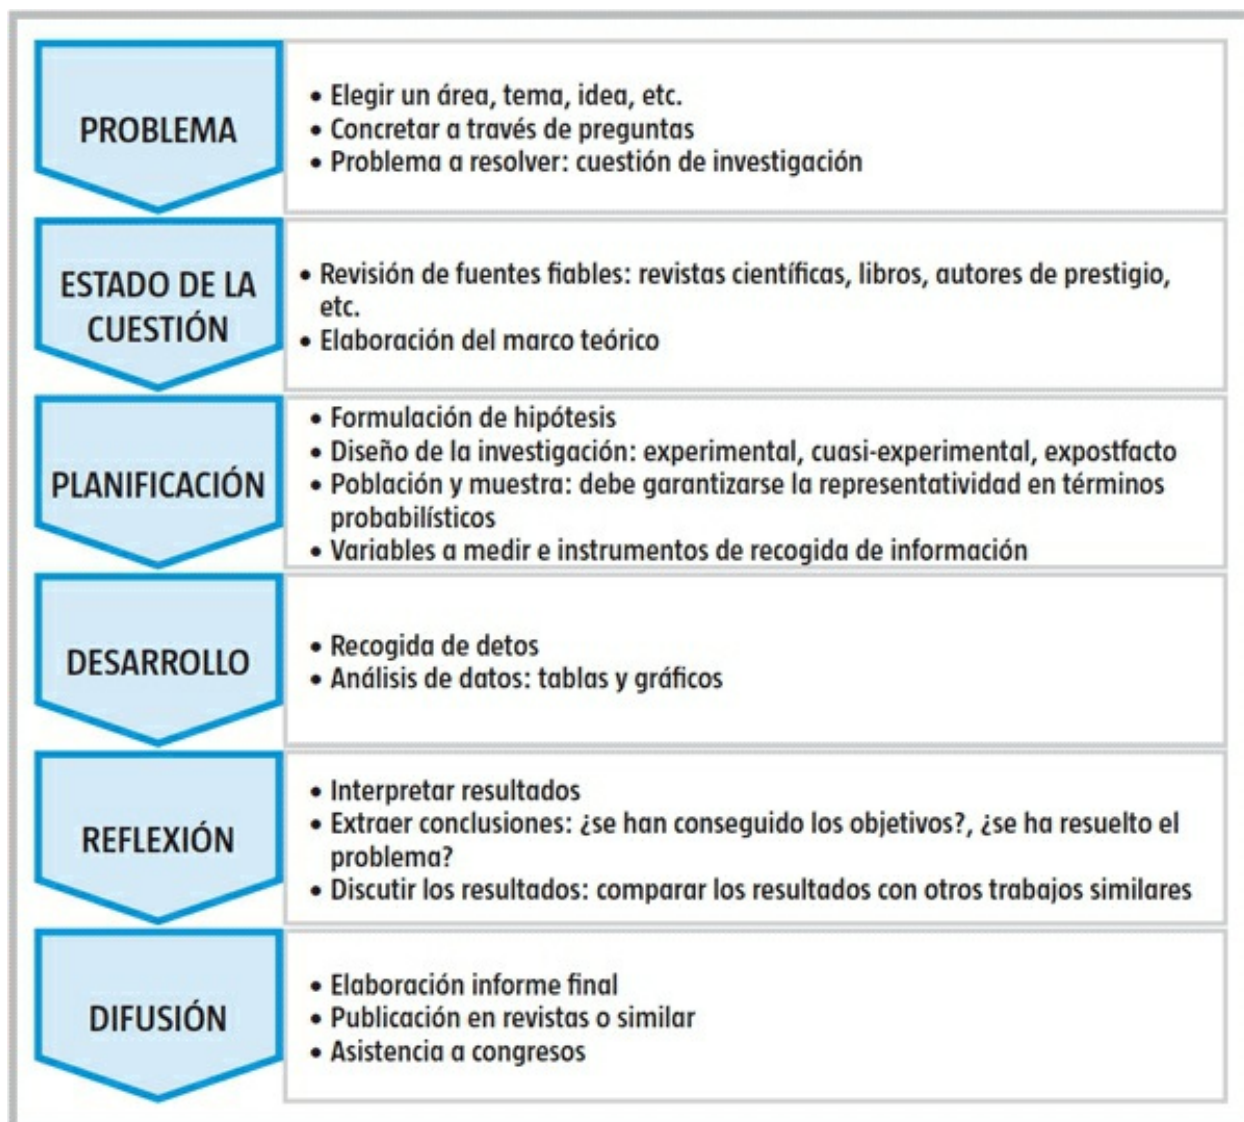 PROBLEMA
• Elegir un área, tema, idea, etc.
• Concretar a través de preguntas
• Problema a resolver: cuestión de investigación
ESTADO DE LA
CUESTIÓN
• Revisión de fuentes fiables: revistas científicas, libros, autores de prestigio,
etc.
• Elaboración del marco teórico
PLANIFICACIÓN
• Formulación de hipótesis
• Diseño de la investigación: experimental, cuasi-experimental, expostfacto
• Población y muestra: debe garantizarse la representatividad en términos
probabilísticos
• Variables a medir e instrumentos de recogida de información
DESARROLLO
• Recogida de detos
• Análisis de datos: tablas y gráficos
REFLEXIÓN
• Interpretar resultados
• Extraer conclusiones: ¿se han conseguido los objetivos?, ¿se ha resuelto el
problema?
• Discutir los resultados: comparar los resultados con otros trabajos similares
DIFUSIÓN
• Elaboración informe final
• Publicación en revistas o similar
• Asistencia a congresos